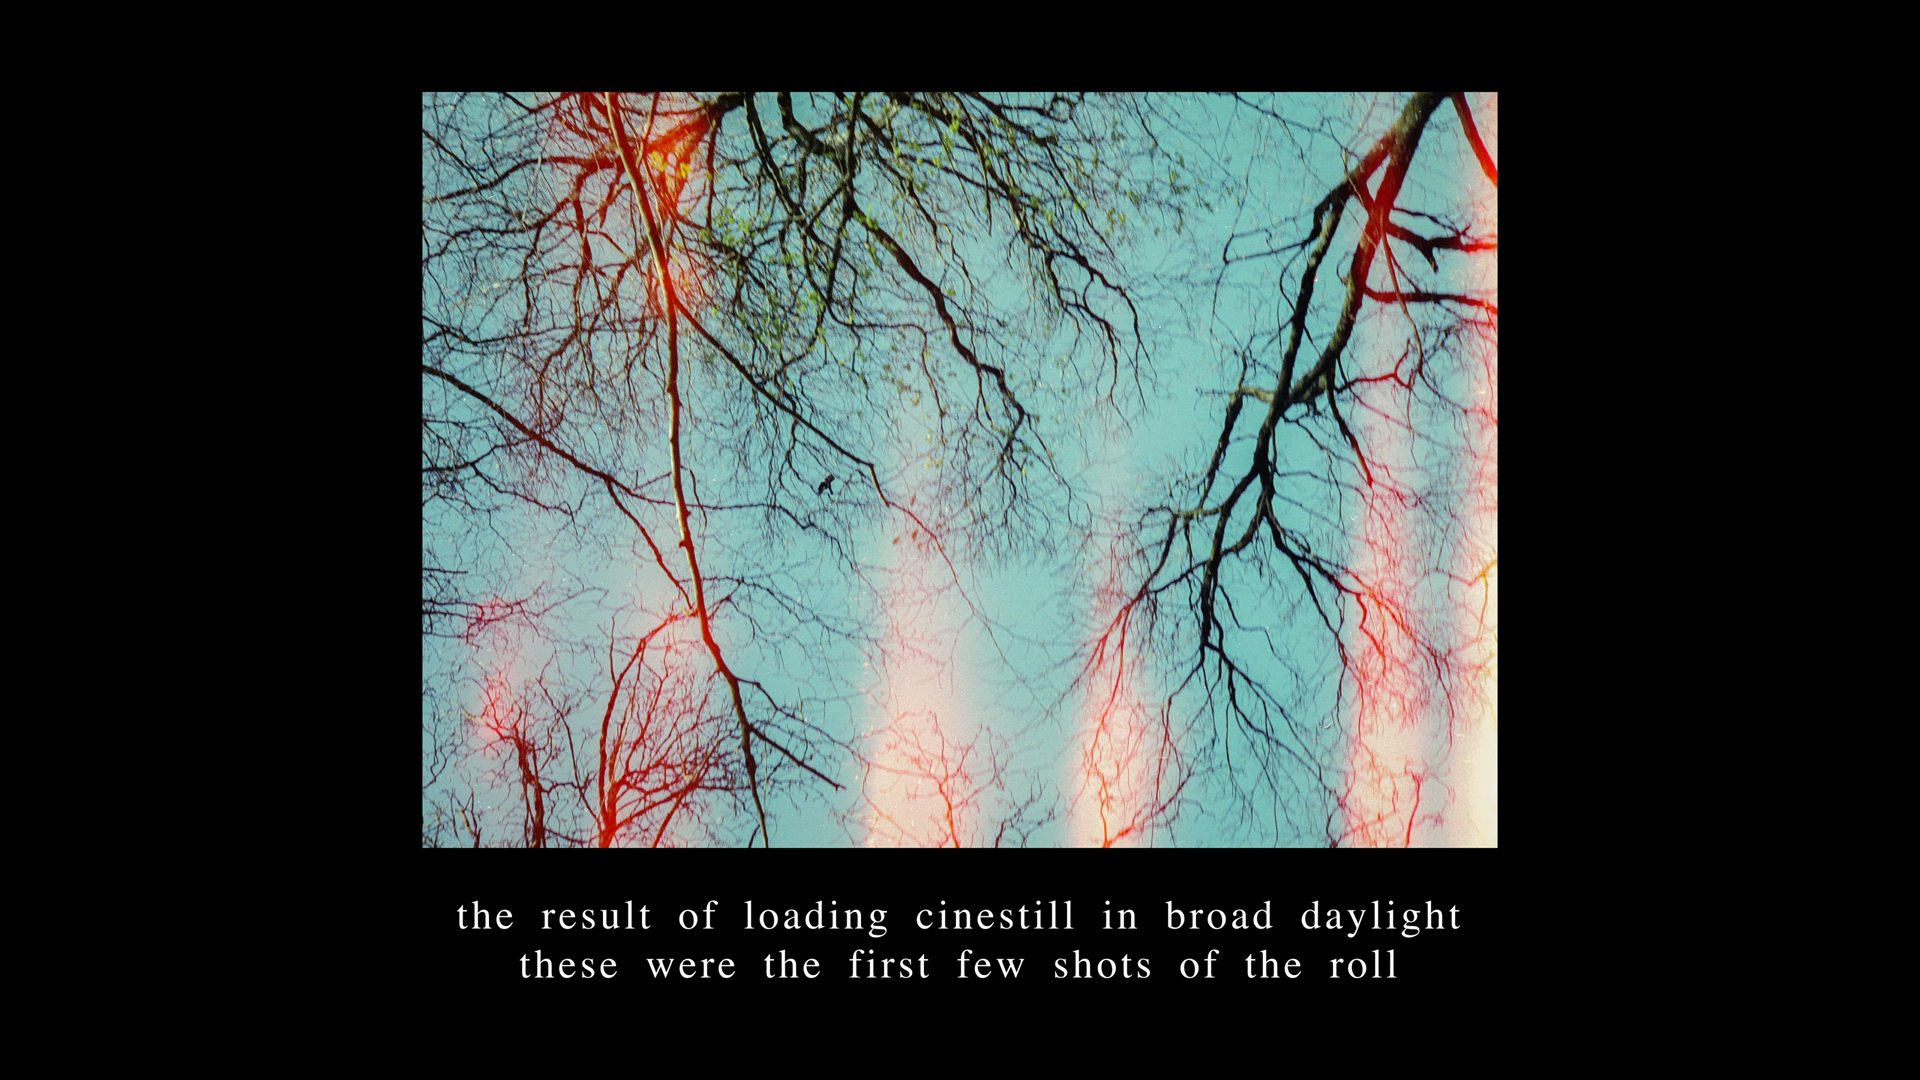 the result of loading cinestill in broad daylight
these were the first few shots of the roll